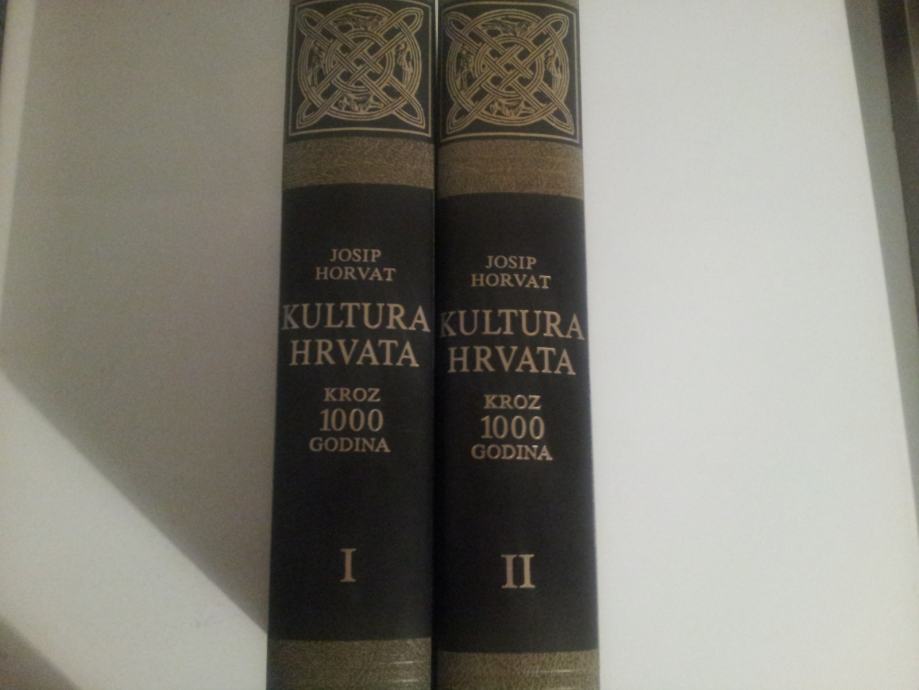 JOSIP
HORVAT
KULTURA
HRVATA
KROZ
1000
GODINA
I
JOSIP
HORVAT
KULTURA
HRVATA
KROZ
1000
GODINA
II